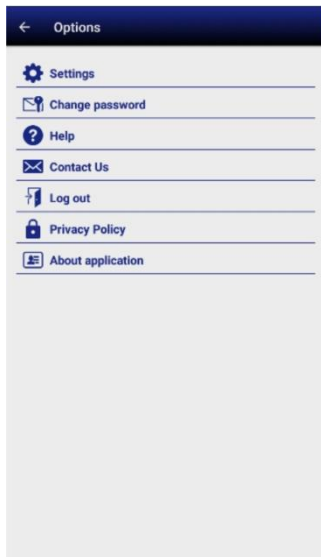 Options
Settings
Change password
Help
Contact Us
Log out
Privacy Policy
About application